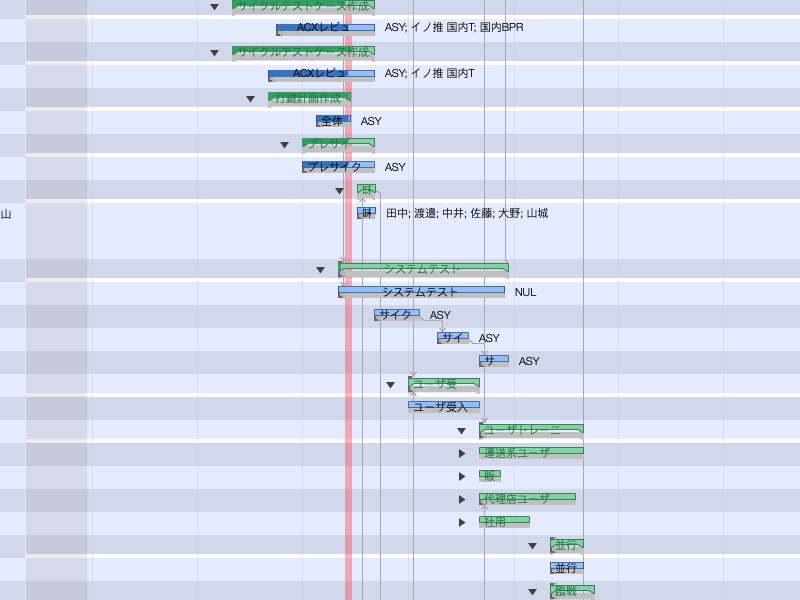 サイクルテストケース作成
ACXレビュ ASY; イノ推 国内T; 国内BPR
サイクルテストケース作成
ACXレビュ ASY; イノ推 国内T
打鍵計画作成
全体 ASY
プレサイ
プレサイク ASY
山 田中; 渡邉; 中井; 佐藤; 大野; 山城
システムテスト
システムテスト NUL
サイク ASY
サイ ASY
サ ASY
ユーザ受
ユーザ受入
ユーザトレーニ
運送系ユーザ
販
代理店ユーザ
社用
並行
並行
臨戦